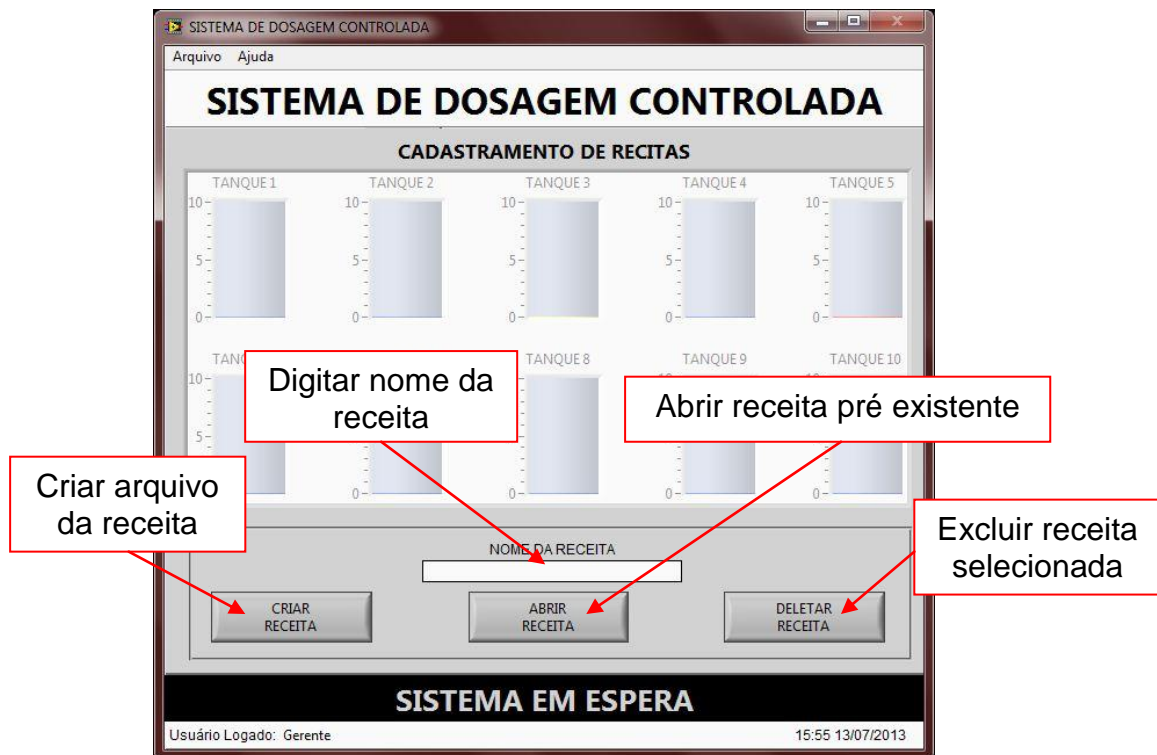 SISTEMA DE DOSAGEM CONTROLADA
Arquivo Ajuda
SISTEMA DE DOSAGEM CONTROLADA
CADASTRAMENTO DE RECITAS
TANQUE 1 TANQUE 2 TANQUE 3 TANQUE 4 TANQUE 5
10 10 10 10 10
5 5 5 5 5
0 0 0 0 0
TANQUE 8 TANQUE 9 TANQUE 10
10
Digitar nome da
receita
Abrir receita pré existente
5
0 0 0 0
Criar arquivo
da receita
Excluir receita
selecionada
NOME DA RECEITA
CRIAR
RECEITA
ABRIR
RECEITA
DELETAR
RECEITA
SISTEMA EM ESPERA
Usuário Logado: Gerente 15:55 13/07/2013